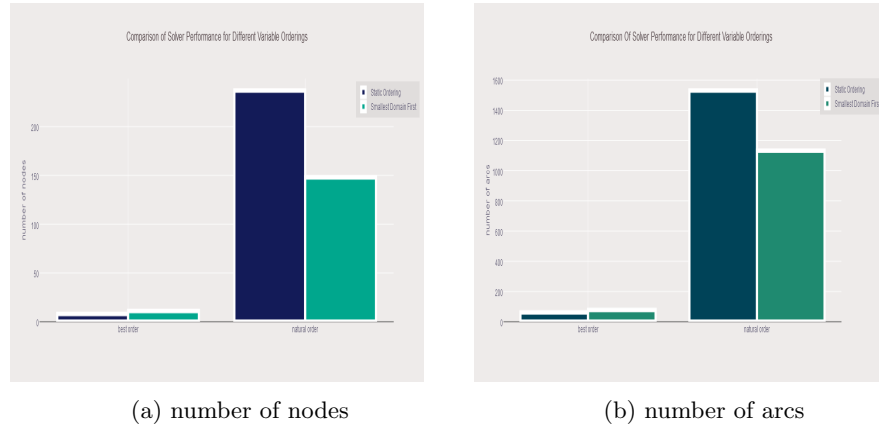 Comparison of Solver Performance for Different Variable Orderings
Static Ordering
Smallest Domain First
number of nodes
200
150
100
50
0
best order
natural order
(a) number of nodes
Comparison Of Solver Performance for Different Variable Orderings
Static Ordering
Smallest Domain First
number of arcs
1600
1400
1200
1000
800
600
400
200
0
best order
natural order
(b) number of arcs